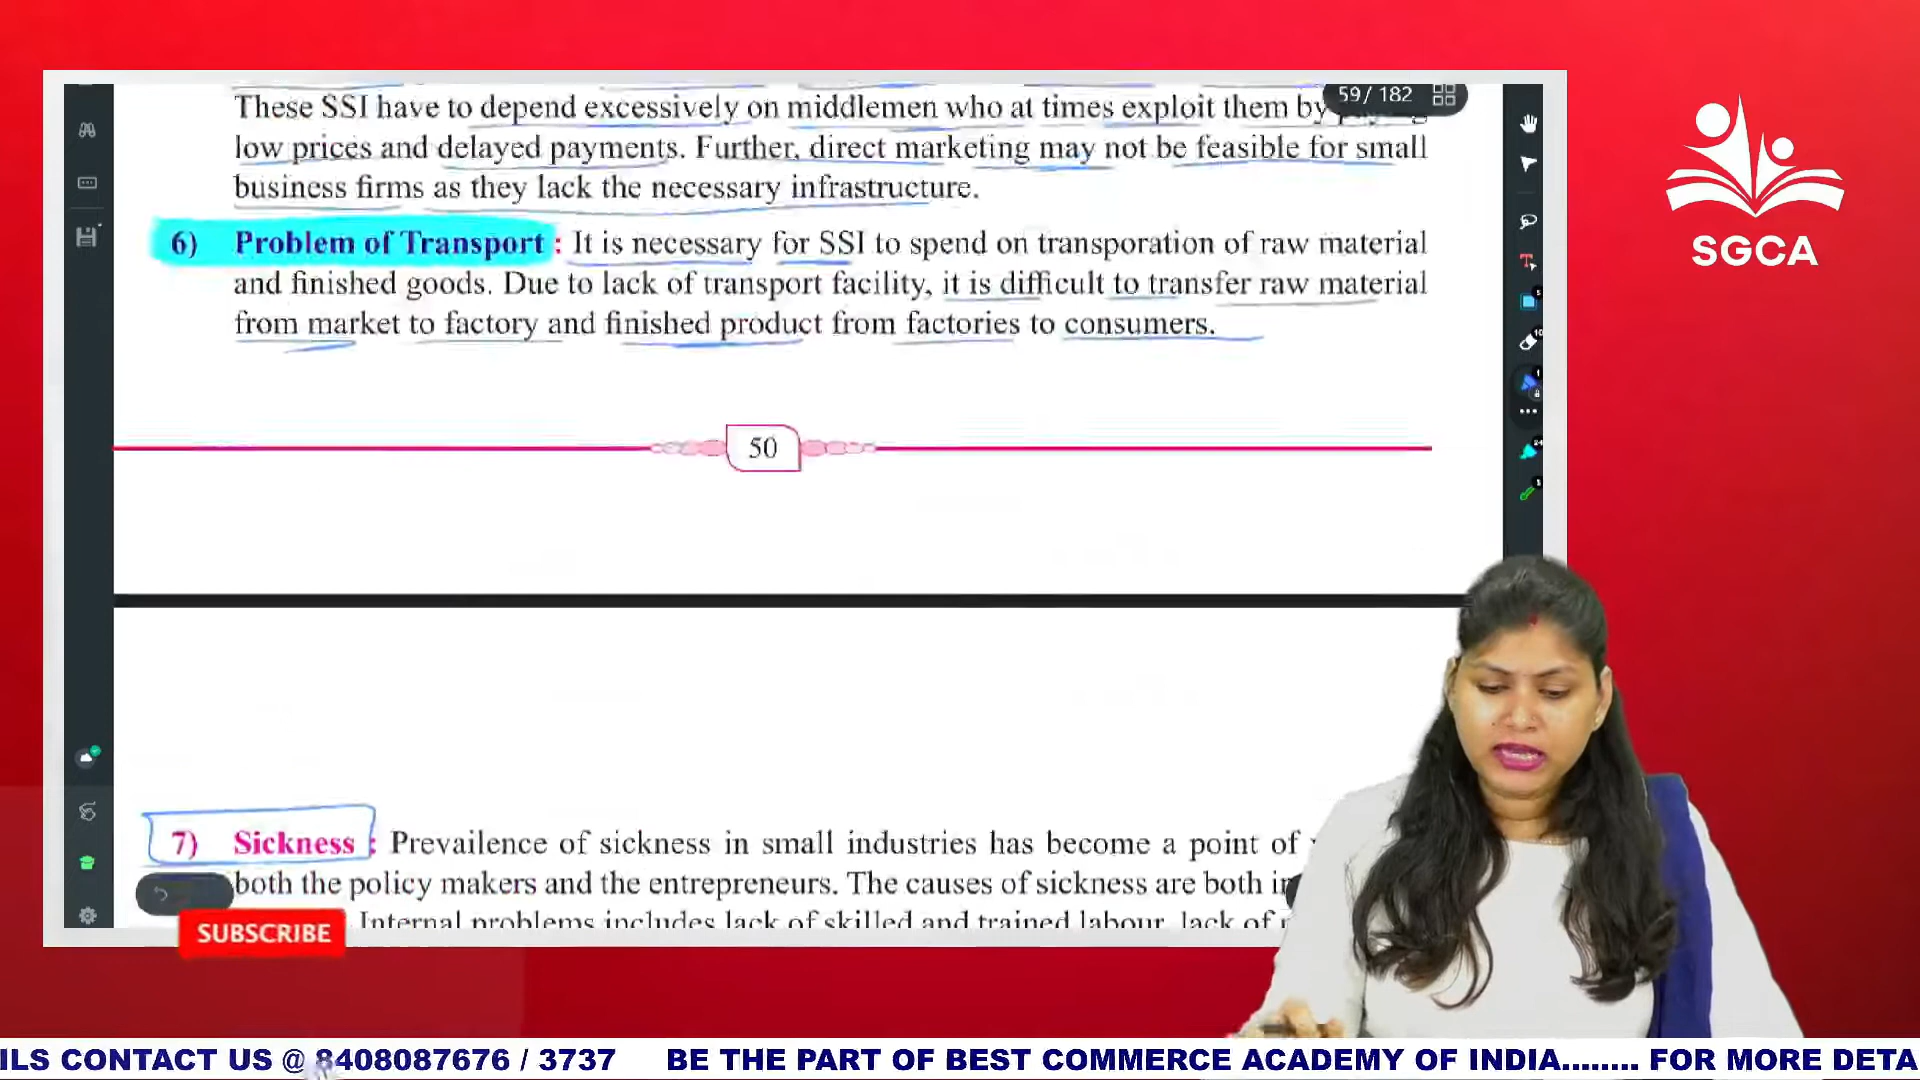 These SSI have to depend excessively on middlemen who at times exploit them by
59 / 182
low prices and delayed payments. Further, direct marketing may not be feasible for small
business firms as they lack the necessary infrastructure.
6) Problem of Transport : It is necessary for SSI to spend on transporation of raw material
and finished goods. Due to lack of transport facility, it is difficult to transfer raw material
from market to factory and finished product from factories to consumers.
50
7) Sickness : Prevailence of sickness in small industries has become a point of
both the policy makers and the entrepreneurs. The causes of sickness are both
Internal problems includes lack of skilled and trained labour, lack of
SGCA
SUBSCRIBE
ILS CONTACT US @ 8408087676 / 3737 BE THE PART OF BEST COMMERCE ACADEMY OF INDIA........ FOR MORE DETA